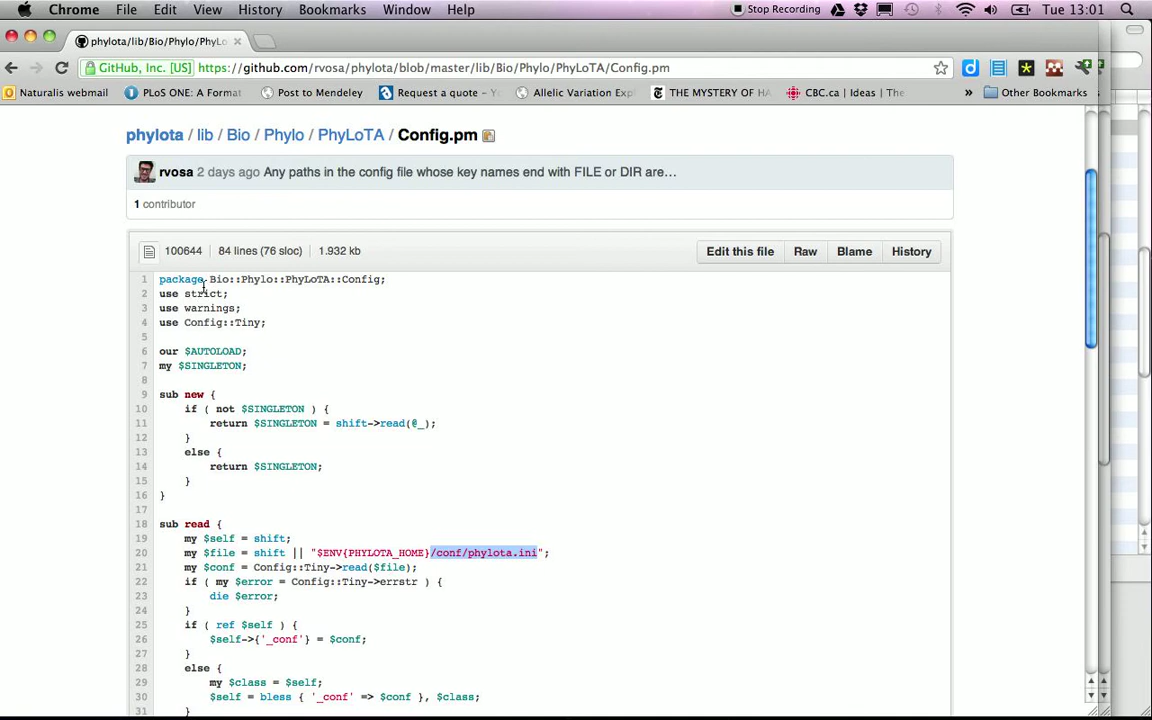 Chrome File Edit View History Bookmarks Window Help Stop Recording Tue 13:01
phylota/lib/Bio/Phylo/PhyL
GitHub, Inc. [US] https://github.com/rvosa/phylota/blob/master/lib/Bio/Phylo/PhyLoTA/Config.pm
Naturalis webmail PLoS ONE: A Format Post to Mendeley Request a quote – Y Allelic Variation Exp THE MYSTERY OF HA CBC.ca | Ideas | The » Other Bookmarks
phylota / lib / Bio / Phylo / PhyLoTA / Config.pm
rvosa 2 days ago Any paths in the config file whose key names end with FILE or DIR are…
1 contributor
100644 84 lines (76 sloc) 1.932 kb Edit this file Raw Blame History
1 package Bio::Phylo::PhyLoTA::Config;
2 use strict;
3 use warnings;
4 use Config::Tiny;
5
6 our $AUTOLOAD;
7 my $SINGLETON;
8
9 sub new {
10 if ( not $SINGLETON ) {
11 return $SINGLETON = shift->read(@_);
12 }
13 else {
14 return $SINGLETON;
15 }
16 }
17
18 sub read {
19 my $self = shift;
20 my $file = shift || "$ENV{PHYLOTA_HOME}/conf/phylota.ini";
21 my $conf = Config::Tiny->read($file);
22 if ( my $error = Config::Tiny->errstr ) {
23 die $error;
24 }
25 if ( ref $self ) {
26 $self->{'_conf'} = $conf;
27 }
28 else {
29 my $class = $self;
30 $self = bless { '_conf' => $conf }, $class;
31 }